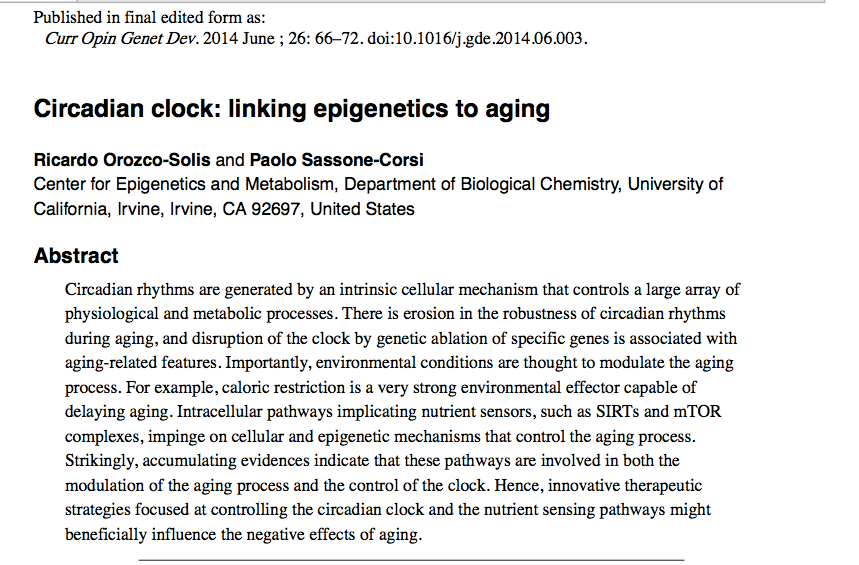 Published in final edited form as:
Curr Opin Genet Dev. 2014 June ; 26: 66–72. doi:10.1016/j.gde.2014.06.003.
Circadian clock: linking epigenetics to aging
Ricardo Orozco-Solis and Paolo Sassone-Corsi
Center for Epigenetics and Metabolism, Department of Biological Chemistry, University of
California, Irvine, Irvine, CA 92697, United States
Abstract
Circadian rhythms are generated by an intrinsic cellular mechanism that controls a large array of
physiological and metabolic processes. There is erosion in the robustness of circadian rhythms
during aging, and disruption of the clock by genetic ablation of specific genes is associated with
aging-related features. Importantly, environmental conditions are thought to modulate the aging
process. For example, caloric restriction is a very strong environmental effector capable of
delaying aging. Intracellular pathways implicating nutrient sensors, such as SIRTs and mTOR
complexes, impinge on cellular and epigenetic mechanisms that control the aging process.
Strikingly, accumulating evidences indicate that these pathways are involved in both the
modulation of the aging process and the control of the clock. Hence, innovative therapeutic
strategies focused at controlling the circadian clock and the nutrient sensing pathways might
beneficially influence the negative effects of aging.